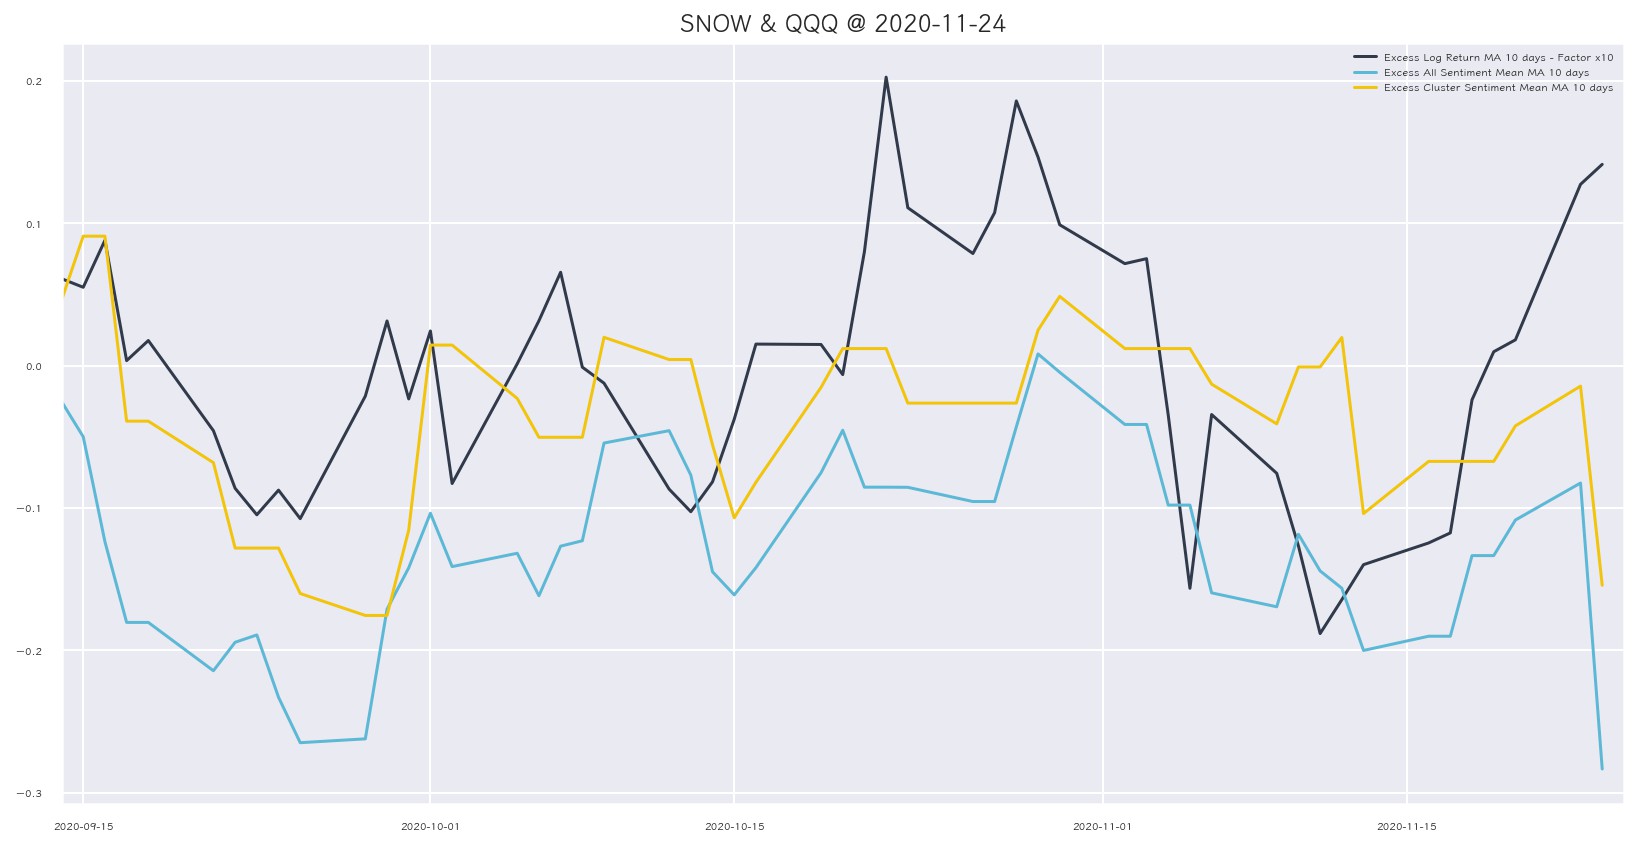 SNOW & QQQ @ 2020-11-24
Excess Log Return MA 10 days - Factor x10
Excess All Sentiment Mean MA 10 days
Excess Cluster Sentiment Mean MA 10 days
0.2
0.1
0.0
−0.1
−0.2
−0.3
2020-09-15
2020-10-01
2020-10-15
2020-11-01
2020-11-15